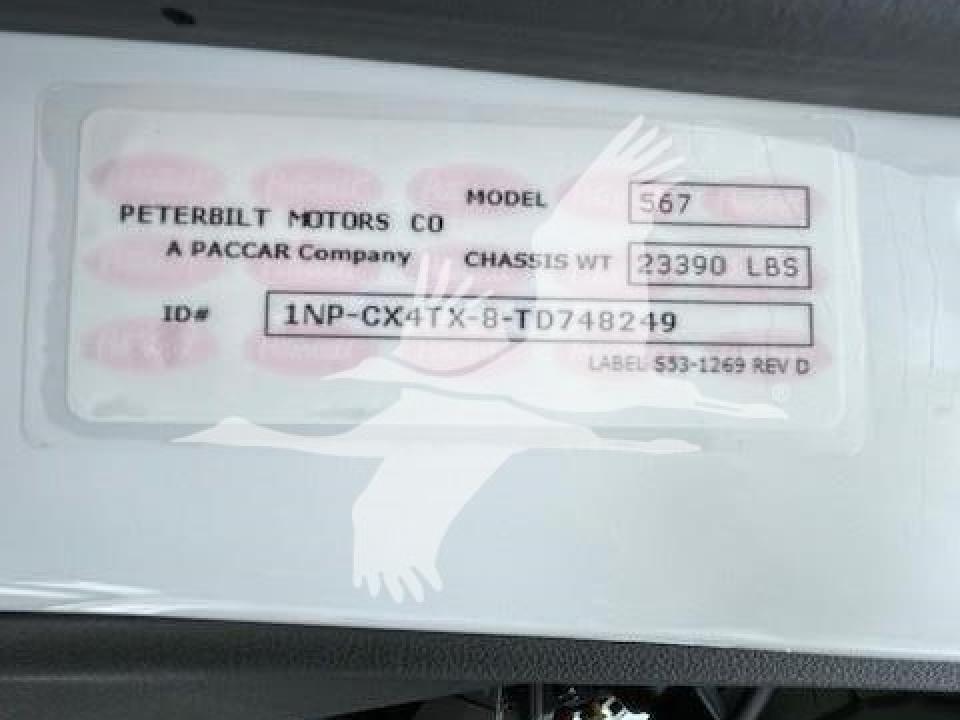 PETERBILT MOTORS CO
A PACCAR Company
MODEL 567
CHASSIS WT 23390 LBS
ID# 1NP-CX4TX-8-TD748249
LABEL S53-1269 REV D
®